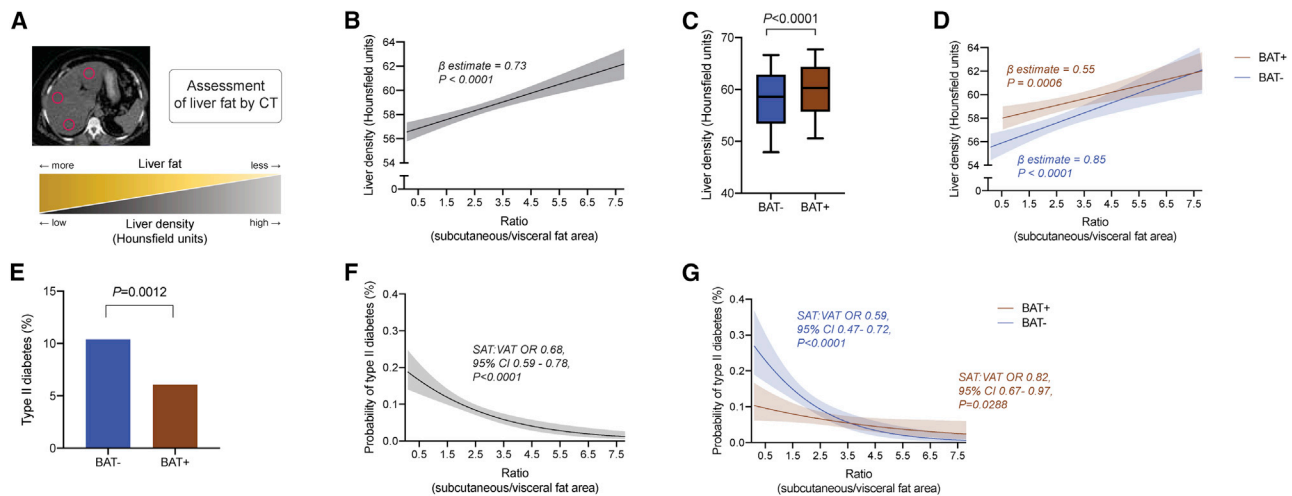 A
Assessment
of liver fat by CT
← more
Liver fat
less →
← low
Liver density
(Hounsfield units)
high →
B
Liver density (Hounsfield units)
64
62
60
58
56
54
0
β estimate = 0.73
P < 0.0001
0.5 1.5 2.5 3.5 4.5 5.5 6.5 7.5
Ratio
(subcutaneous/visceral fat area)
C
Liver density (Hounsfield units)
P<0.0001
70
60
50
40
BAT- BAT+
D
Liver density (Hounsfield units)
64
62
60
58
56
54
0
β estimate = 0.55
P = 0.0006
β estimate = 0.85
P < 0.0001
BAT+
BAT-
0.5 1.5 2.5 3.5 4.5 5.5 6.5 7.5
Ratio
(subcutaneous/visceral fat area)
E
Type II diabetes (%)
P=0.0012
15
10
5
0
BAT- BAT+
F
Probability of type II diabetes (%)
0.4
0.3
0.2
0.1
0.0
SAT:VAT OR 0.68,
95% CI 0.59 - 0.78,
P<0.0001
0.5 1.5 2.5 3.5 4.5 5.5 6.5 7.5
Ratio
(subcutaneous/visceral fat area)
G
Probability of type II diabetes (%)
0.4
0.3
0.2
0.1
0.0
SAT:VAT OR 0.59,
95% CI 0.47- 0.72,
P<0.0001
BAT+
BAT-
SAT:VAT OR 0.82,
95% CI 0.67- 0.97,
P=0.0288
0.5 1.5 2.5 3.5 4.5 5.5 6.5 7.5
Ratio
(subcutaneous/visceral fat area)